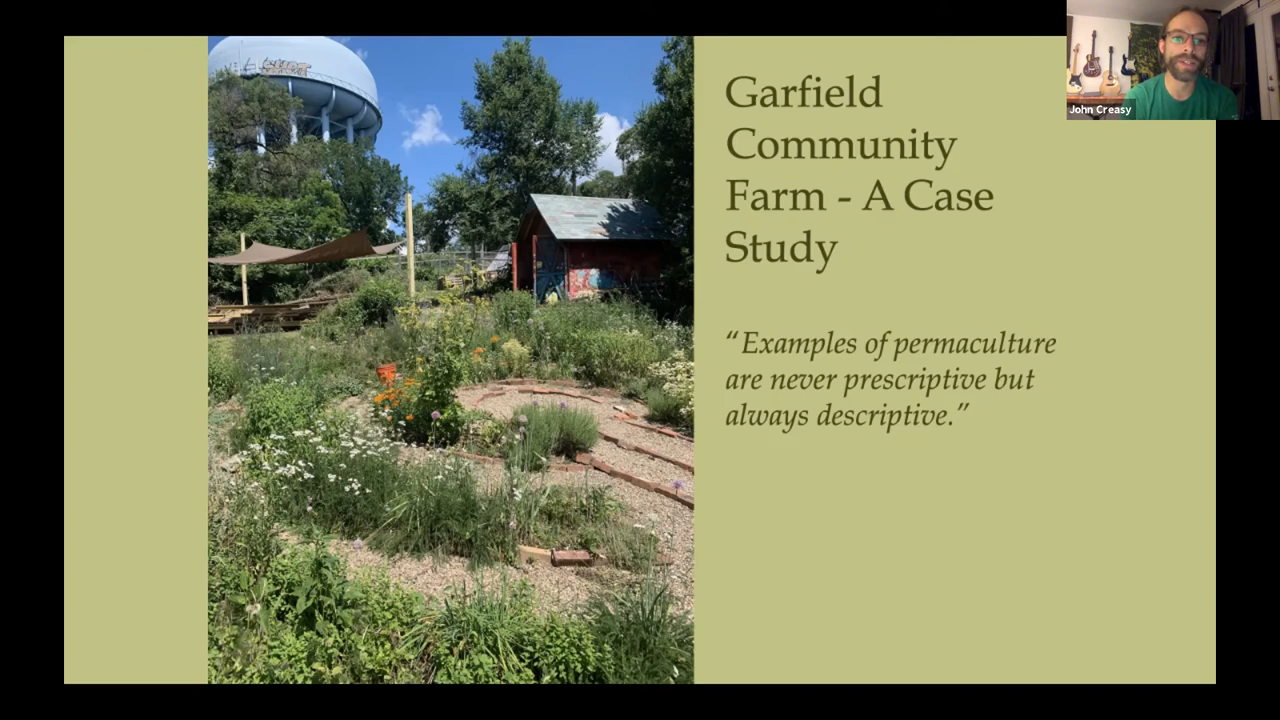 Garfield
Community
Farm - A Case
Study
“Examples of permaculture
are never prescriptive but
always descriptive.”
John Creasy